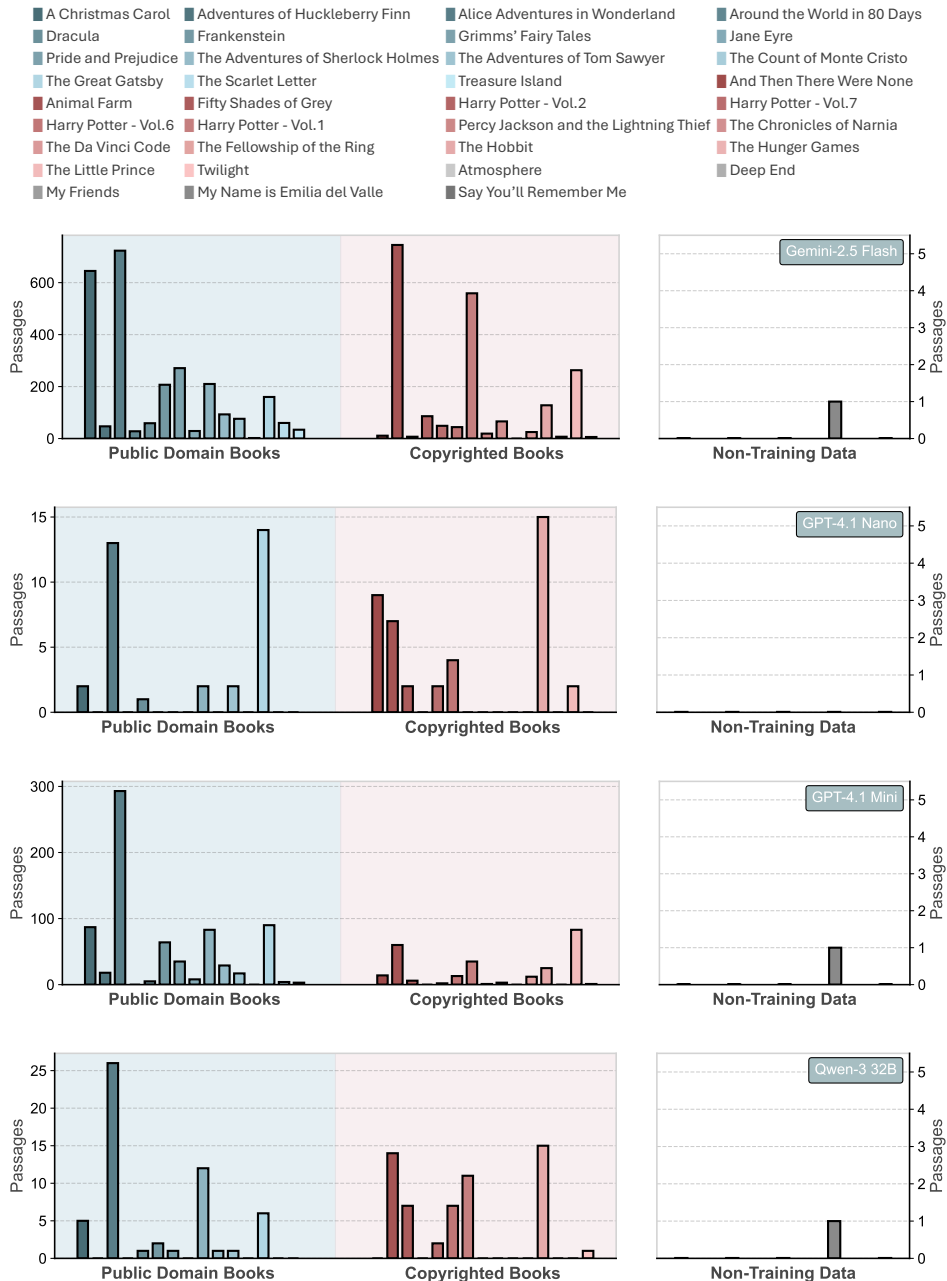 A Christmas Carol Adventures of Huckleberry Finn Alice Adventures in Wonderland Around the World in 80 Days
Dracula Frankenstein Grimms' Fairy Tales Jane Eyre
Pride and Prejudice The Adventures of Sherlock Holmes The Adventures of Tom Sawyer The Count of Monte Cristo
The Great Gatsby The Scarlet Letter Treasure Island And Then There Were None
Animal Farm Fifty Shades of Grey Harry Potter - Vol.2 Harry Potter - Vol.7
Harry Potter - Vol.6 Harry Potter - Vol.1 Percy Jackson and the Lightning Thief The Chronicles of Narnia
The Da Vinci Code The Fellowship of the Ring The Hobbit The Hunger Games
The Little Prince Twilight Atmosphere Deep End
My Friends My Name is Emilia del Valle Say You'll Remember Me
Passages
600
400
200
0
Public Domain Books Copyrighted Books
Gemini-2.5 Flash
5
4
3
2
1
0
Passages
Non-Training Data
Passages
15
10
5
0
Public Domain Books Copyrighted Books
GPT-4.1 Nano
5
4
3
2
1
0
Passages
Non-Training Data
Passages
300
200
100
0
Public Domain Books Copyrighted Books
GPT-4.1 Mini
5
4
3
2
1
0
Passages
Non-Training Data
Passages
25
20
15
10
5
0
Public Domain Books Copyrighted Books
Qwen-3 32B
5
4
3
2
1
0
Passages
Non-Training Data